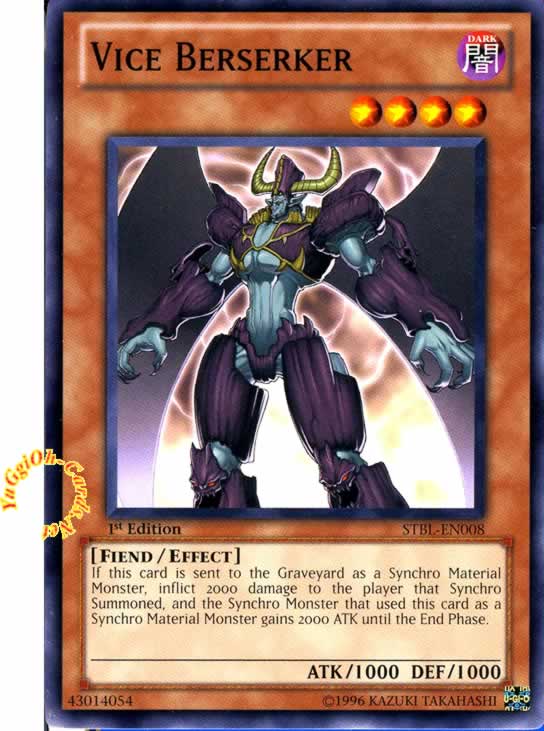 VICE BERSERKER
DARK
闇
YuGgiOh-Cards.Net
1st Edition
STBL-EN008
[FIEND / EFFECT]
If this card is sent to the Graveyard as a Synchro Material
Monster, inflict 2000 damage to the player that Synchro
Summoned, and the Synchro Monster that used this card as a
Synchro Material Monster gains 2000 ATK until the End Phase.
ATK/1000 DEF/1000
43014054
©1996 KAZUKI TAKAHASHI